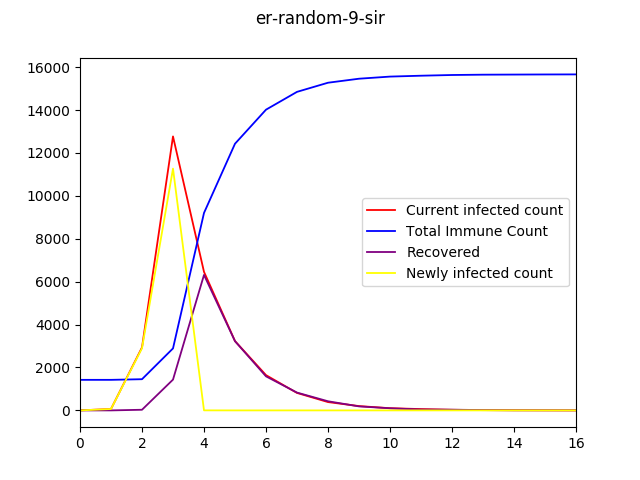 er-random-9-sir
16000
14000
12000
10000
8000
6000
4000
2000
0
Current infected count
Total Immune Count
Recovered
Newly infected count
0 2 4 6 8 10 12 14 16